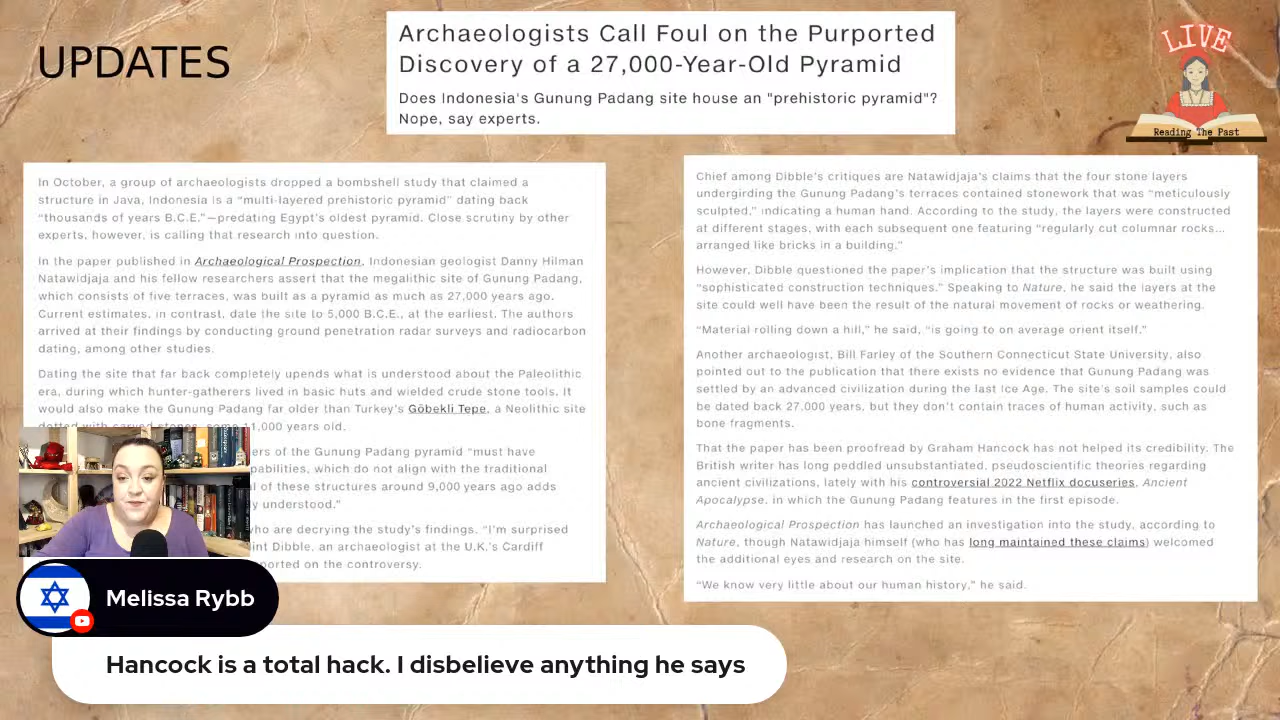 UPDATES
Archaeologists Call Foul on the Purported
Discovery of a 27,000-Year-Old Pyramid
Does Indonesia's Gunung Padang site house an "prehistoric pyramid"?
Nope, say experts.
LIVE
Reading The Past
In October, a group of archaeologists dropped a bombshell study that claimed a
structure in Java, Indonesia is a “multi-layered prehistoric pyramid” dating back
“thousands of years B.C.E.”—predating Egypt’s oldest pyramid. Close scrutiny by other
experts, however, is calling that research into question.
In the paper published in Archaeological Prospection, Indonesian geologist Danny Hilman
Natawidjaja and his fellow researchers assert that the megalithic site of Gunung Padang,
which consists of five terraces, was built as a pyramid as much as 27,000 years ago.
Current estimates, in contrast, date the site to 5,000 B.C.E., at the earliest. The authors
arrived at their findings by conducting ground penetration radar surveys and radiocarbon
dating, among other studies.
Dating the site that far back completely upends what is understood about the Paleolithic
era, during which hunter-gatherers lived in basic huts and wielded crude stone tools. It
would also make the Gunung Padang far older than Turkey’s Göbekli Tepe, a Neolithic site
dotted with carved stones, some 11,000 years old.
ers of the Gunung Padang pyramid “must have
pabilities, which do not align with the traditional
l of these structures around 9,000 years ago adds
y understood.”
who are decrying the study’s findings. “I’m surprised
int Dibble, an archaeologist at the U.K.’s Cardiff
ported on the controversy.
Chief among Dibble’s critiques are Natawidjaja’s claims that the four stone layers
undergirding the Gunung Padang’s terraces contained stonework that was “meticulously
sculpted,” indicating a human hand. According to the study, the layers were constructed
at different stages, with each subsequent one featuring “regularly cut columnar rocks…
arranged like bricks in a building.”
However, Dibble questioned the paper’s implication that the structure was built using
“sophisticated construction techniques.” Speaking to Nature, he said the layers at the
site could well have been the result of the natural movement of rocks or weathering.
“Material rolling down a hill,” he said, “is going to on average orient itself,”
Another archaeologist, Bill Farley of the Southern Connecticut State University, also
pointed out to the publication that there exists no evidence that Gunung Padang was
settled by an advanced civilization during the last Ice Age. The site’s soil samples could
be dated back 27,000 years, but they don’t contain traces of human activity, such as
bone fragments.
That the paper has been proofread by Graham Hancock has not helped its credibility. The
British writer has long peddled unsubstantiated, pseudoscientific theories regarding
ancient civilizations, lately with his controversial 2022 Netflix docuseries, Ancient
Apocalypse, in which the Gunung Padang features in the first episode.
Archaeological Prospection has launched an investigation into the study, according to
Nature, though Natawidjaja himself (who has long maintained these claims) welcomed
the additional eyes and research on the site.
“We know very little about our human history,” he said.
Melissa Rybb
Hancock is a total hack. I disbelieve anything he says